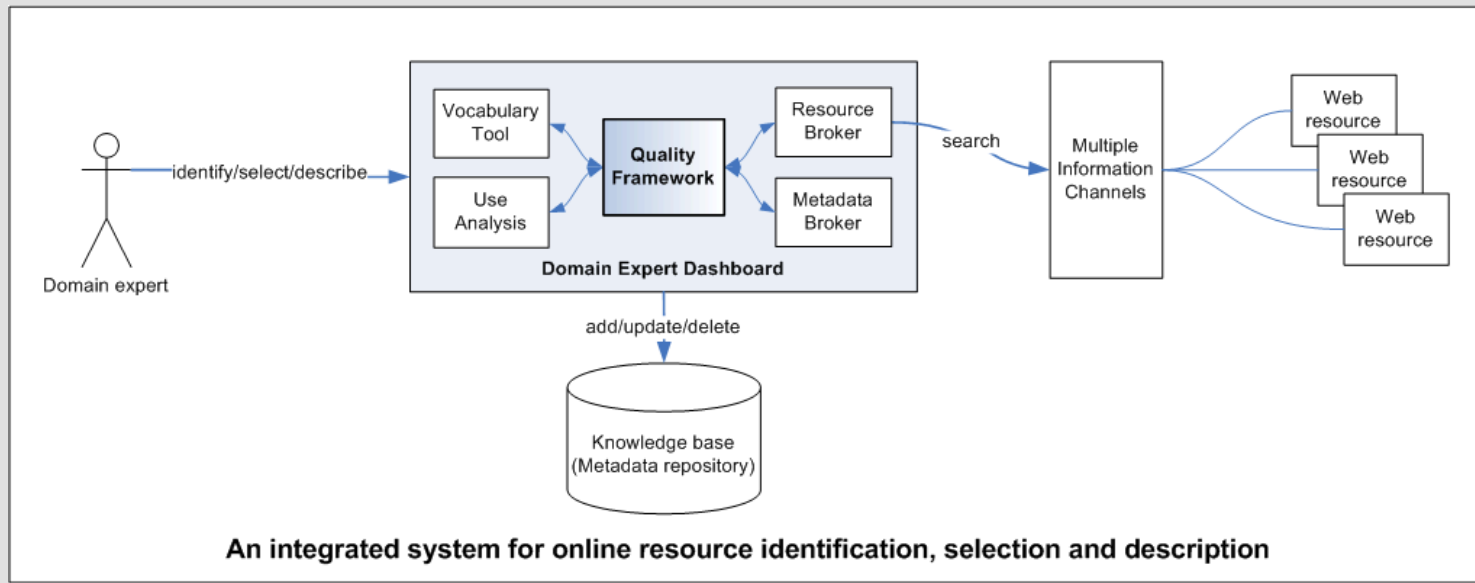 Domain expert
identify/select/describe
Vocabulary
Tool
Use
Analysis
Quality
Framework
Resource
Broker
Metadata
Broker
Domain Expert Dashboard
search
Multiple
Information
Channels
Web
resource
Web
resource
Web
resource
add/update/delete
Knowledge base
(Metadata repository)
An integrated system for online resource identification, selection and description